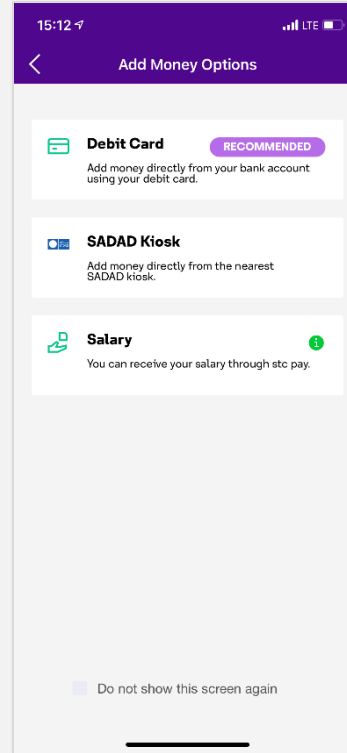 15:12
LTE
Add Money Options
Debit Card
RECOMMENDED
Add money directly from your bank account
using your debit card.
SADAD Kiosk
Add money directly from the nearest
SADAD kiosk.
Salary
You can receive your salary through stc pay.
Do not show this screen again